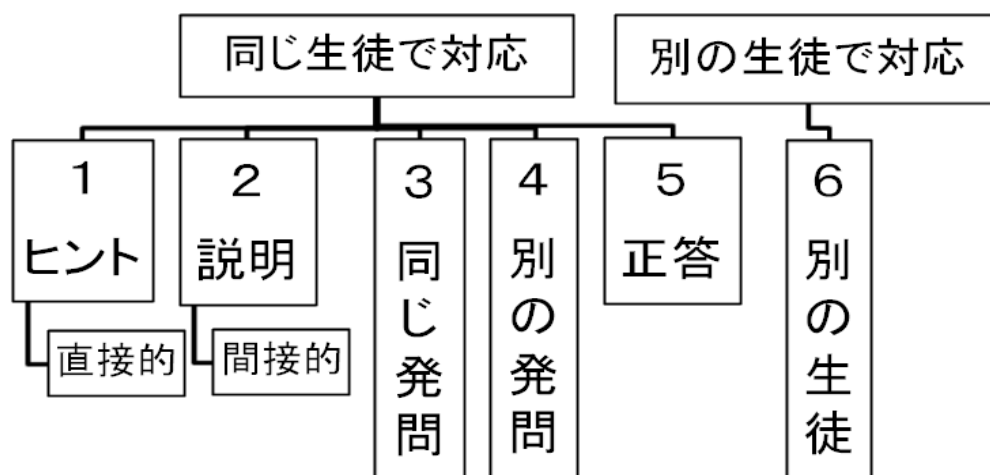 同じ生徒で対応
別の生徒で対応
1
ヒント
2
説明
3
同じ発問
4
別の発問
5
正答
6
別の生徒
直接的
間接的